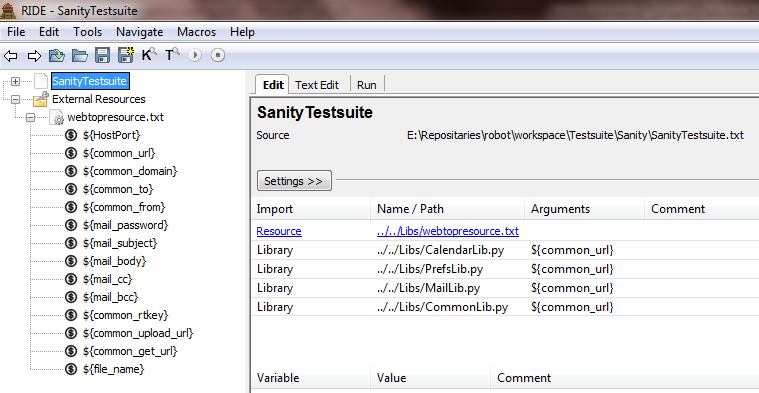 RIDE - SanityTestsuite
File Edit Tools Navigate Macros Help
K T
SanityTestsuite
External Resources
webtopresource.txt
${HostPort}
${common_url}
${common_domain}
${common_to}
${common_from}
${mail_password}
${mail_subject}
${mail_body}
${mail_cc}
${mail_bcc}
${common_rtkey}
${common_upload_url}
${common_get_url}
${file_name}
Edit Text Edit Run
SanityTestsuite
Source E:\Repositaries\robot\workspace\Testsuite\Sanity\SanityTestsuite.txt
Settings >>
Import Name / Path Arguments Comment
Resource ../../Libs/webtopresource.txt
Library ../../Libs/CalendarLib.py ${common_url}
Library ../../Libs/PrefsLib.py ${common_url}
Library ../../Libs/MailLib.py ${common_url}
Library ../../Libs/CommonLib.py ${common_url}
Variable Value Comment